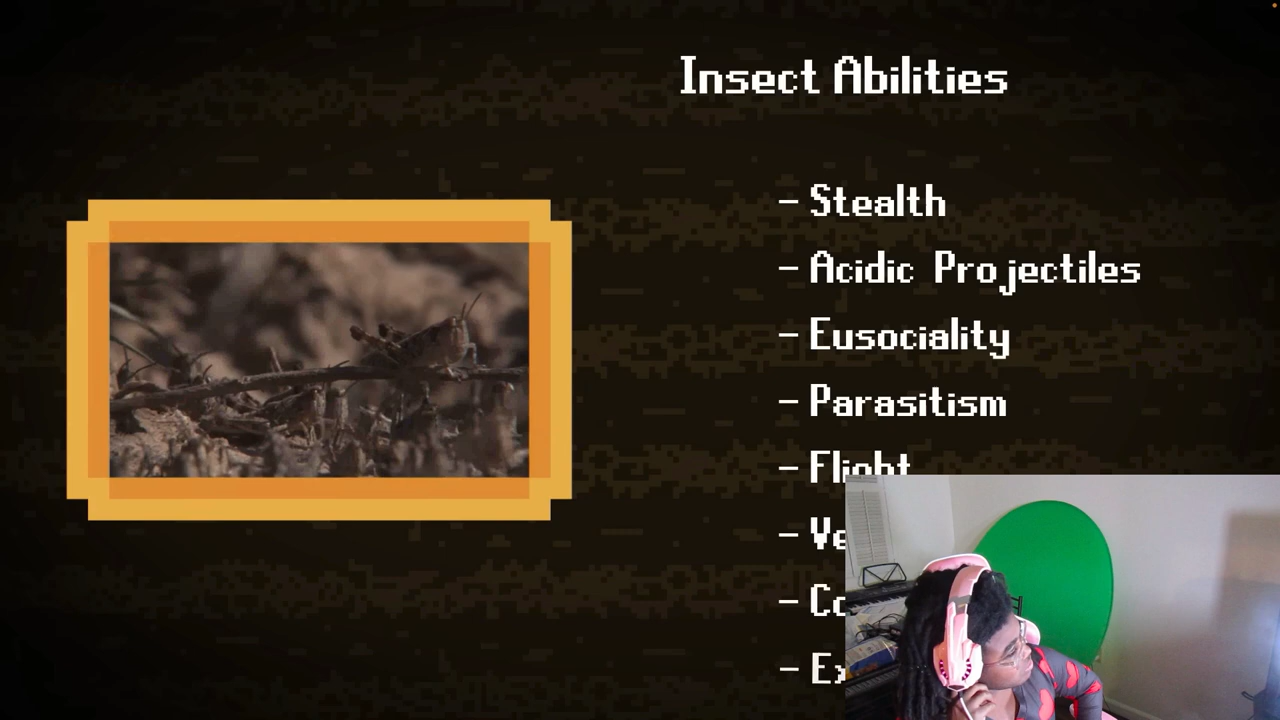 Insect Abilities
- Stealth
- Acidic Projectiles
- Eusociality
- Parasitism
- Flight